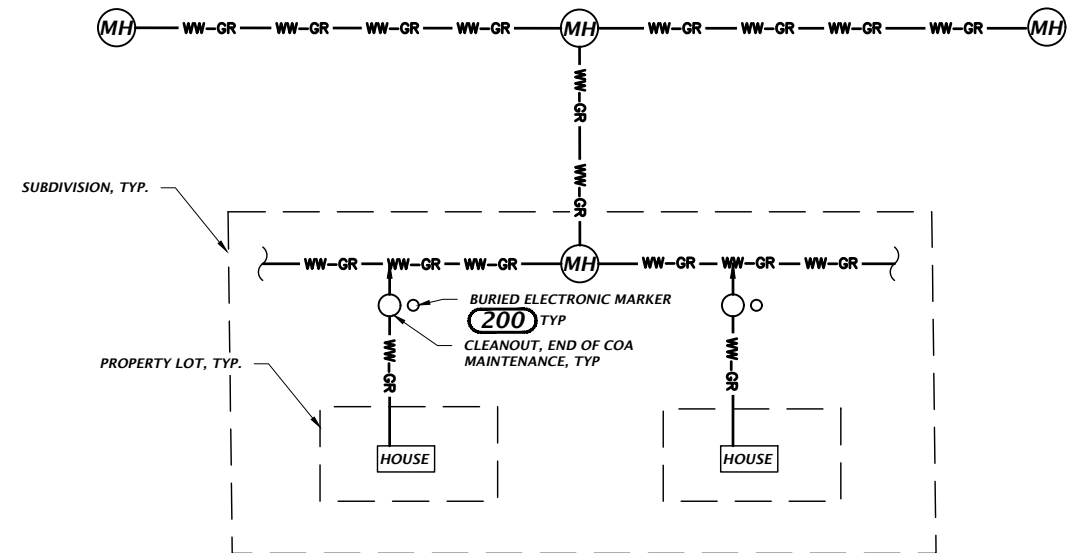 MH WW-GR WW-GR WW-GR WW-GR MH WW-GR WW-GR WW-GR WW-GR MH
WW-GR
WW-GR
SUBDIVISION, TYP.
WW-GR WW-GR WW-GR MH WW-GR WW-GR WW-GR
BURIED ELECTRONIC MARKER
200 TYP
CLEANOUT, END OF COA
MAINTENANCE, TYP
WW-GR
WW-GR
PROPERTY LOT, TYP.
HOUSE
HOUSE